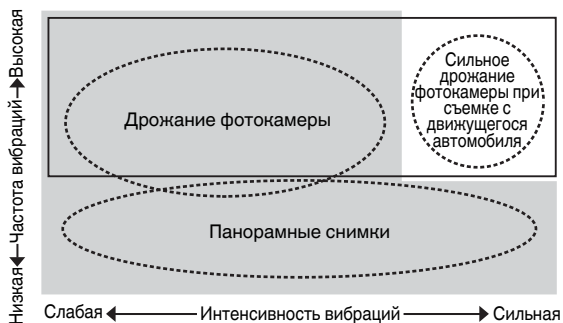 Низкая Частота вибраций Высокая
Дрожание фотокамеры
Сильное
дрожание
фотокамеры при
съемке с
движущегося
автомобиля
Панорамные снимки
Слабая Интенсивность вибраций Сильная